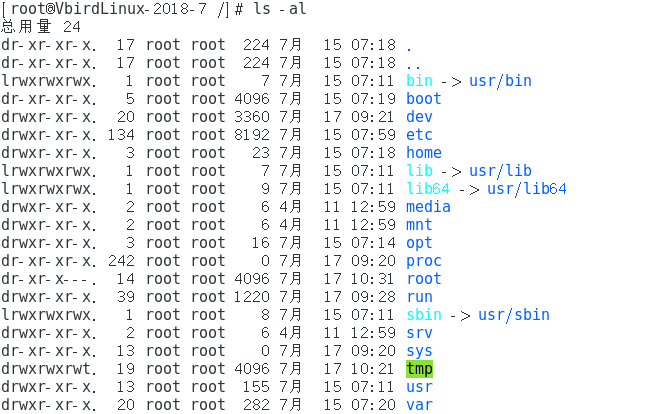 [root@VbirdLinux-2018-7 /]# ls -al
总用量 24
dr-xr-xr-x. 17 root root 224 7月 15 07:18 .
dr-xr-xr-x. 17 root root 224 7月 15 07:18 ..
lrwxrwxrwx. 1 root root 7 7月 15 07:11 bin -> usr/bin
dr-xr-xr-x. 5 root root 4096 7月 15 07:19 boot
drwxr-xr-x. 20 root root 3360 7月 17 09:21 dev
drwxr-xr-x. 134 root root 8192 7月 15 07:59 etc
drwxr-xr-x. 3 root root 23 7月 15 07:18 home
lrwxrwxrwx. 1 root root 7 7月 15 07:11 lib -> usr/lib
lrwxrwxrwx. 1 root root 9 7月 15 07:11 lib64 -> usr/lib64
drwxr-xr-x. 2 root root 6 4月 11 12:59 media
drwxr-xr-x. 2 root root 6 4月 11 12:59 mnt
drwxr-xr-x. 3 root root 16 7月 15 07:14 opt
dr-xr-xr-x. 242 root root 0 7月 17 09:20 proc
dr-xr-x---. 14 root root 4096 7月 17 10:31 root
drwxr-xr-x. 39 root root 1220 7月 17 09:28 run
lrwxrwxrwx. 1 root root 8 7月 15 07:11 sbin -> usr/sbin
drwxr-xr-x. 2 root root 6 4月 11 12:59 srv
dr-xr-xr-x. 13 root root 0 7月 17 09:20 sys
drwxrwxrwt. 19 root root 4096 7月 17 10:21 tmp
drwxr-xr-x. 13 root root 155 7月 15 07:11 usr
drwxr-xr-x. 20 root root 282 7月 15 07:20 var